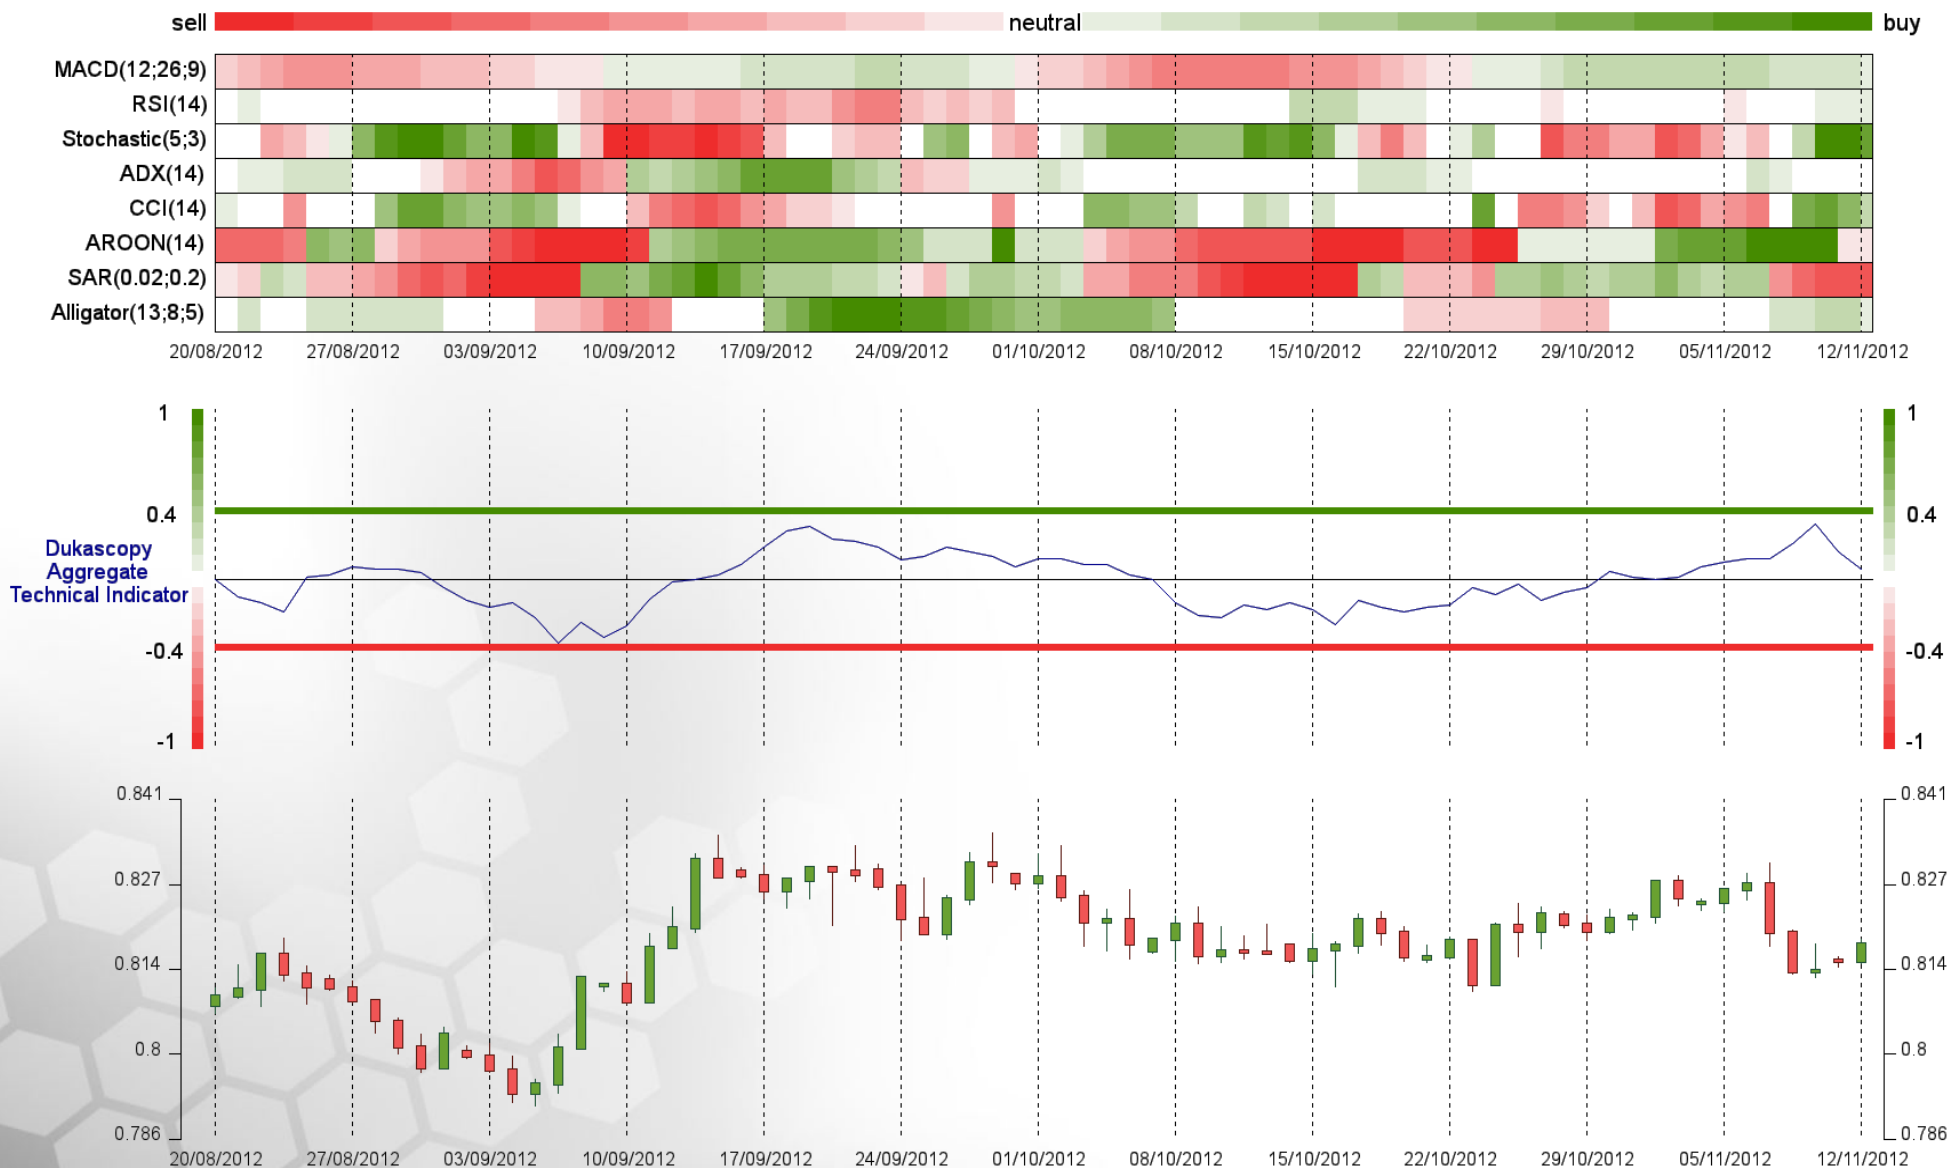 sell neutral buy
MACD(12;26;9)
RSI(14)
Stochastic(5;3)
ADX(14)
CCI(14)
AROON(14)
SAR(0.02;0.2)
Alligator(13;8;5)
20/08/2012 27/08/2012 03/09/2012 10/09/2012 17/09/2012 24/09/2012 01/10/2012 08/10/2012 15/10/2012 22/10/2012 29/10/2012 05/11/2012 12/11/2012
1 1
0.4 0.4
Dukascopy
Aggregate
Technical Indicator
-0.4 -0.4
-1 -1
0.841 0.841
0.827 0.827
0.814 0.814
0.8 0.8
0.786 0.786
20/08/2012 27/08/2012 03/09/2012 10/09/2012 17/09/2012 24/09/2012 01/10/2012 08/10/2012 15/10/2012 22/10/2012 29/10/2012 05/11/2012 12/11/2012